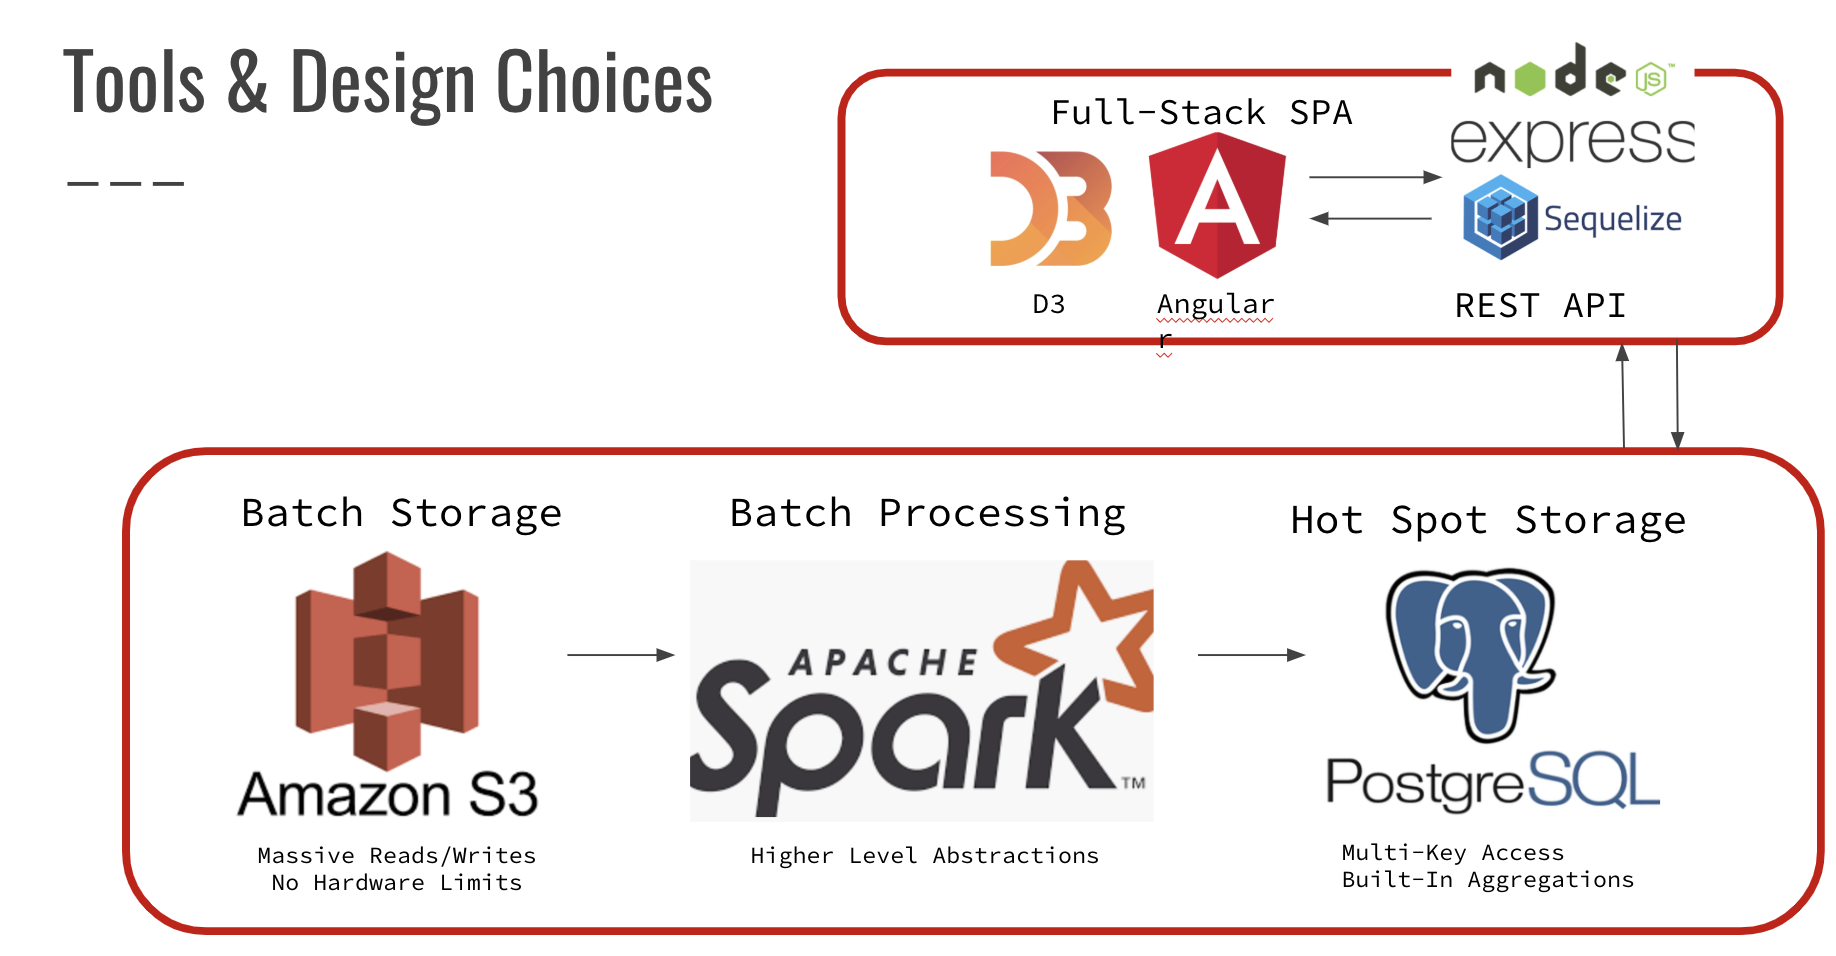 Tools & Design Choices
node
JS
™
Full-Stack SPA
express
D3
A
Sequelize
D3
Angular
r
REST API
Batch Storage
Batch Processing
Hot Spot Storage
APACHE
Spark
™
Amazon S3
PostgreSQL
Massive Reads/Writes
No Hardware Limits
Higher Level Abstractions
Multi-Key Access
Built-In Aggregations